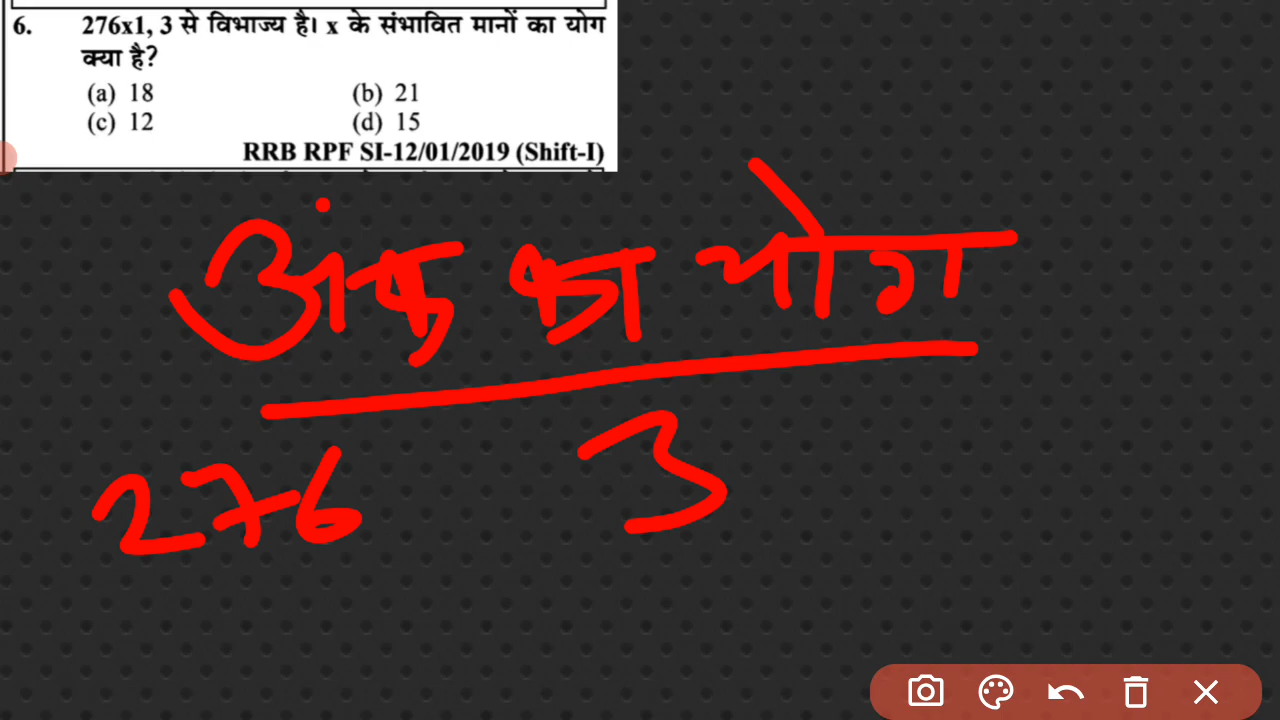 6. 276x1, 3 से विभाज्य है। x के संभावित मानों का योग
क्या है?
(a) 18 (b) 21
(c) 12 (d) 15
RRB RPF SI-12/01/2019 (Shift-I)
अंक का योग
3
276